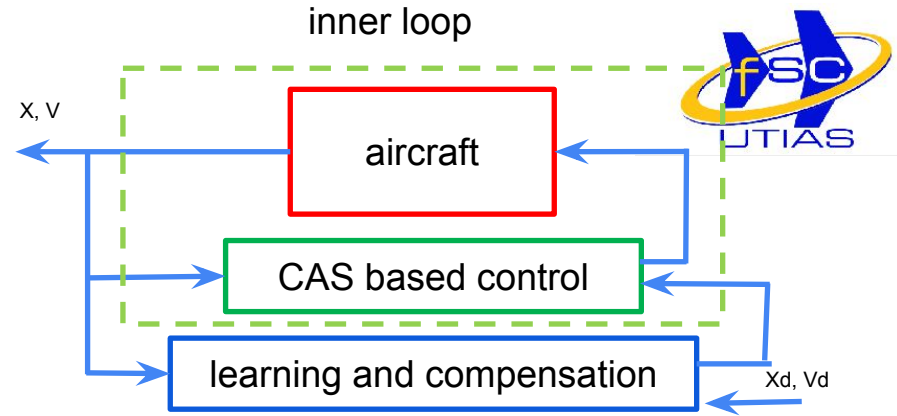 inner loop
fsc
UTIAS
X, V
aircraft
CAS based control
learning and compensation
Xd, Vd